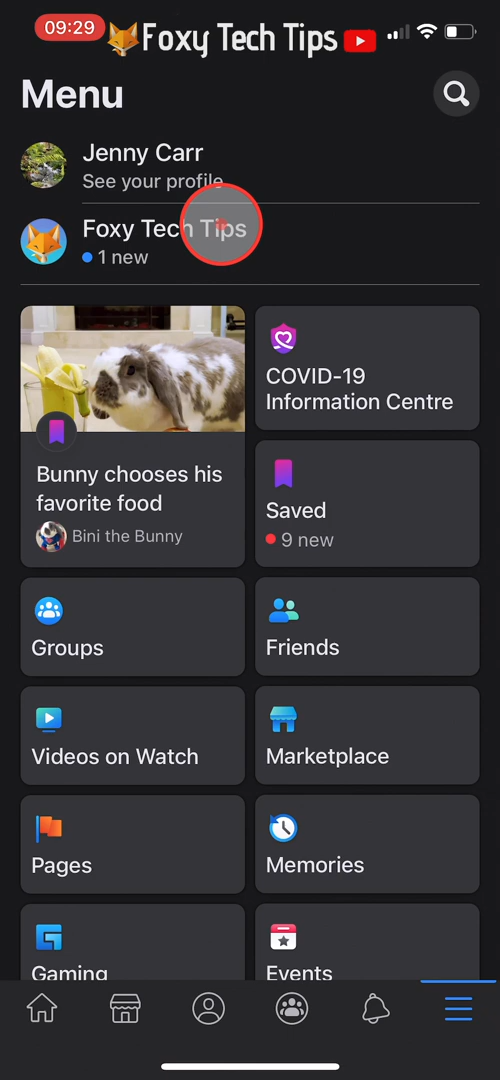 09:29
Foxy Tech Tips
Menu
Jenny Carr
See your profile
Foxy Tech Tips
1 new
COVID-19
Information Centre
Bunny chooses his
favorite food
Bini the Bunny
Saved
9 new
Groups
Friends
Videos on Watch
Marketplace
Pages
Memories
Gaming
Events